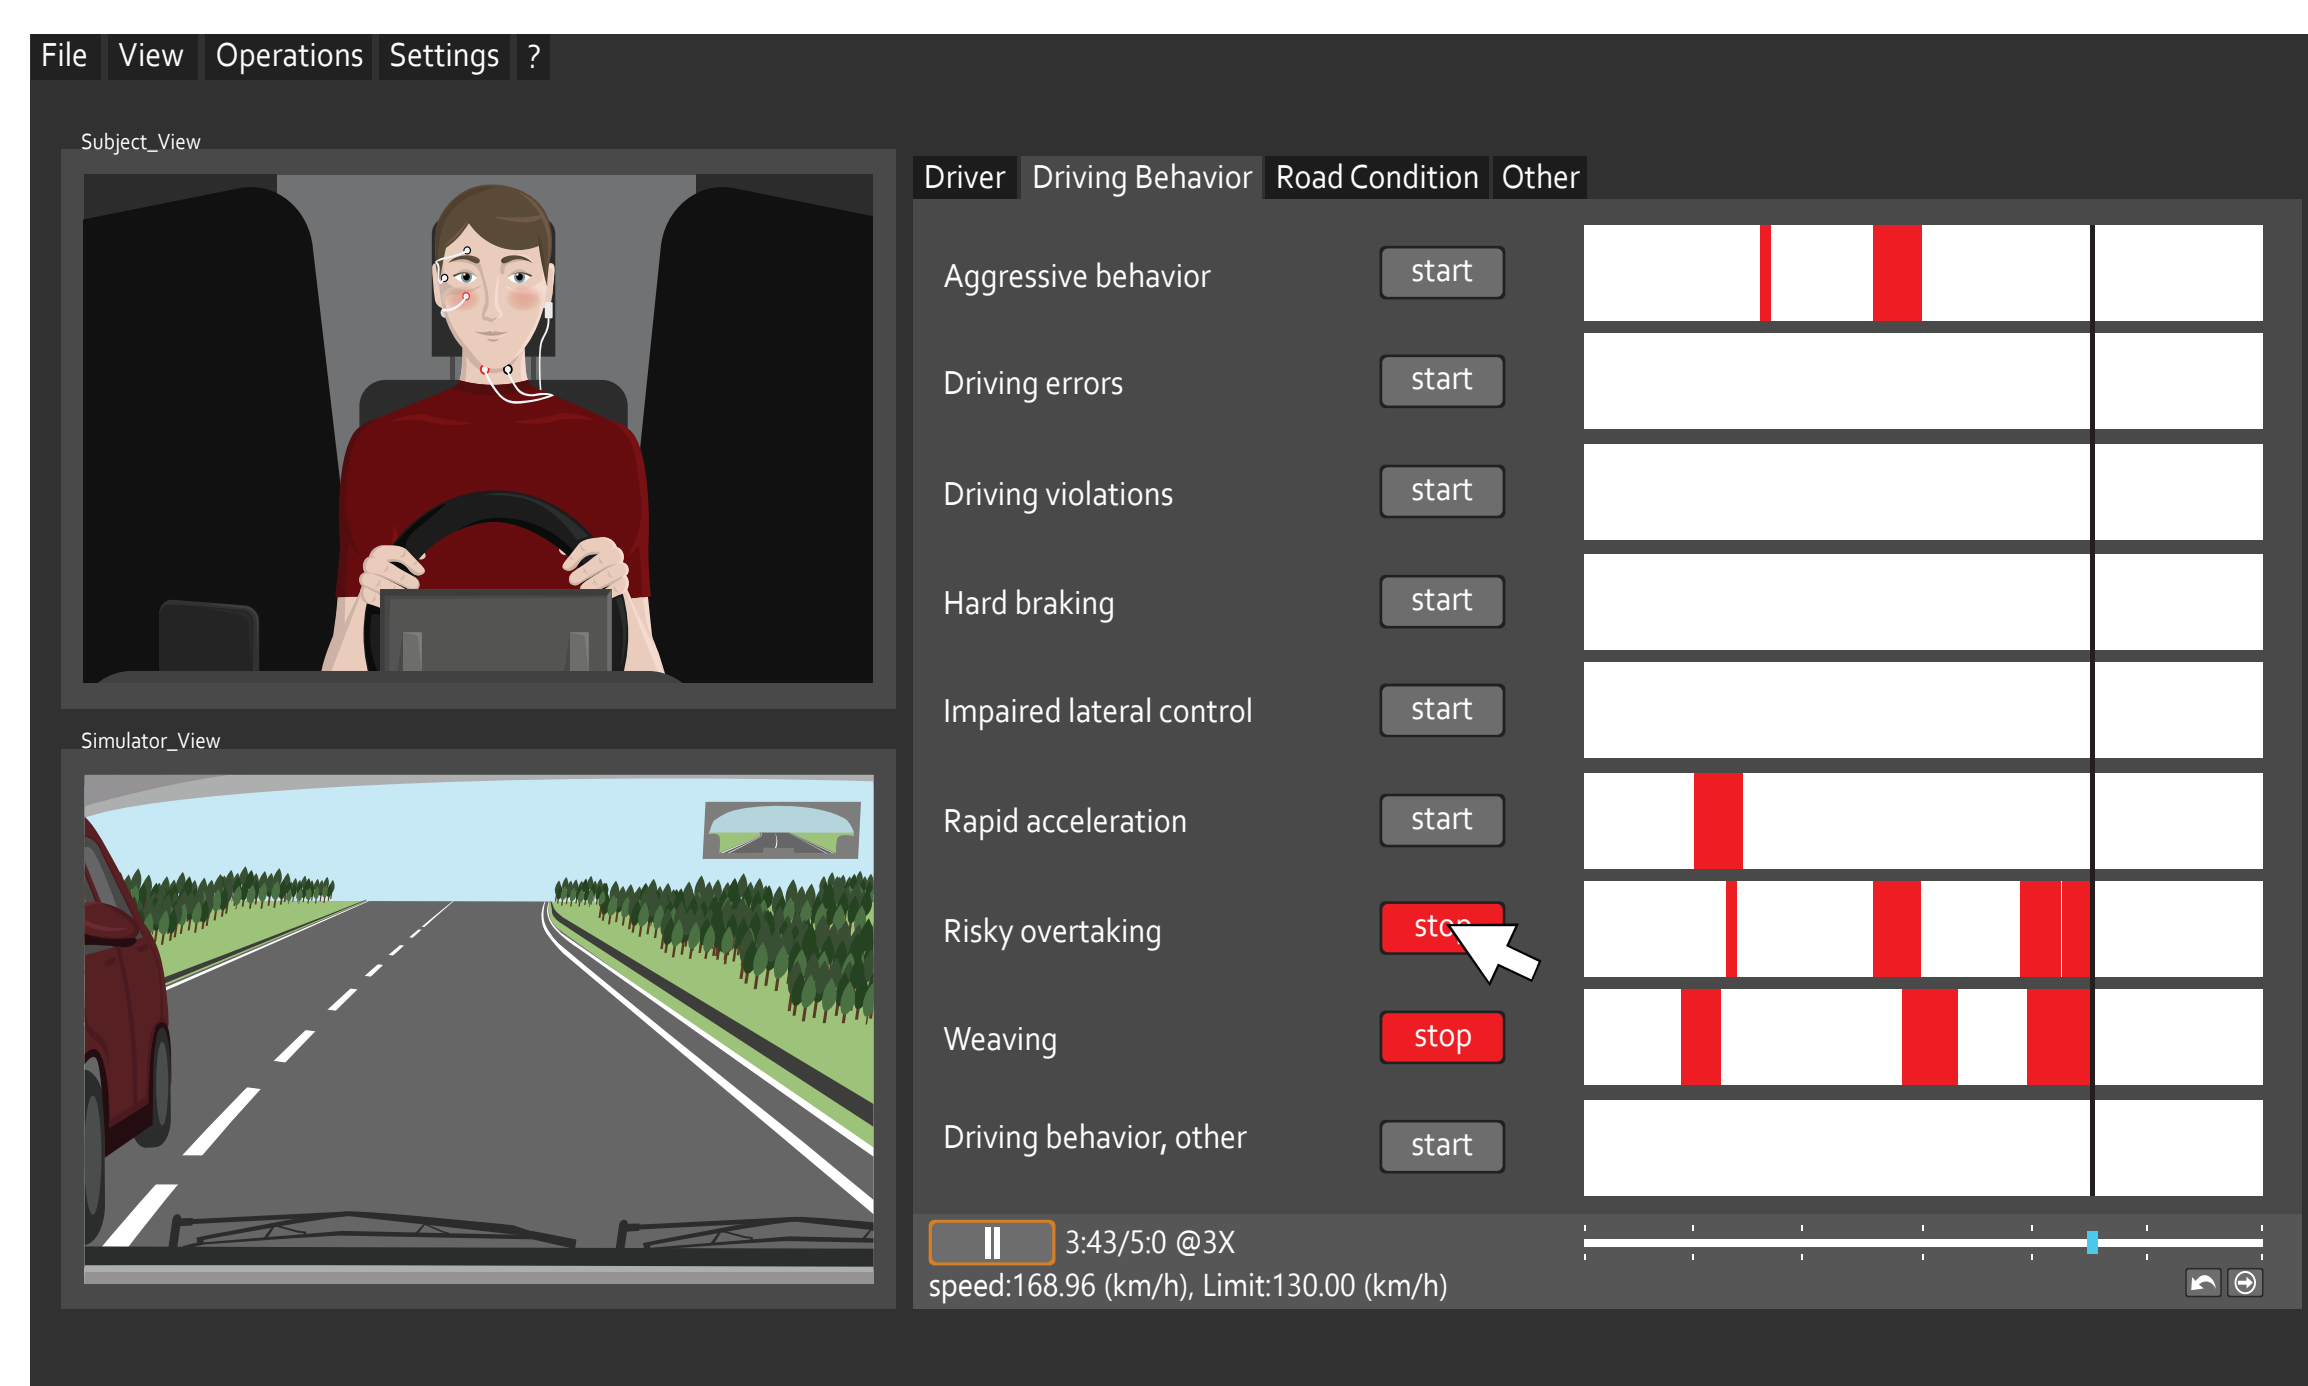 File View Operations Settings ?
Subject_View
Driver Driving Behavior Road Condition Other
Aggressive behavior start
Driving errors start
Driving violations start
Hard braking start
Impaired lateral control start
Simulator_View
Rapid acceleration start
Risky overtaking stop
Weaving stop
Driving behavior, other start
3:43/5:0 @3X
speed:168.96 (km/h), Limit:130.00 (km/h)